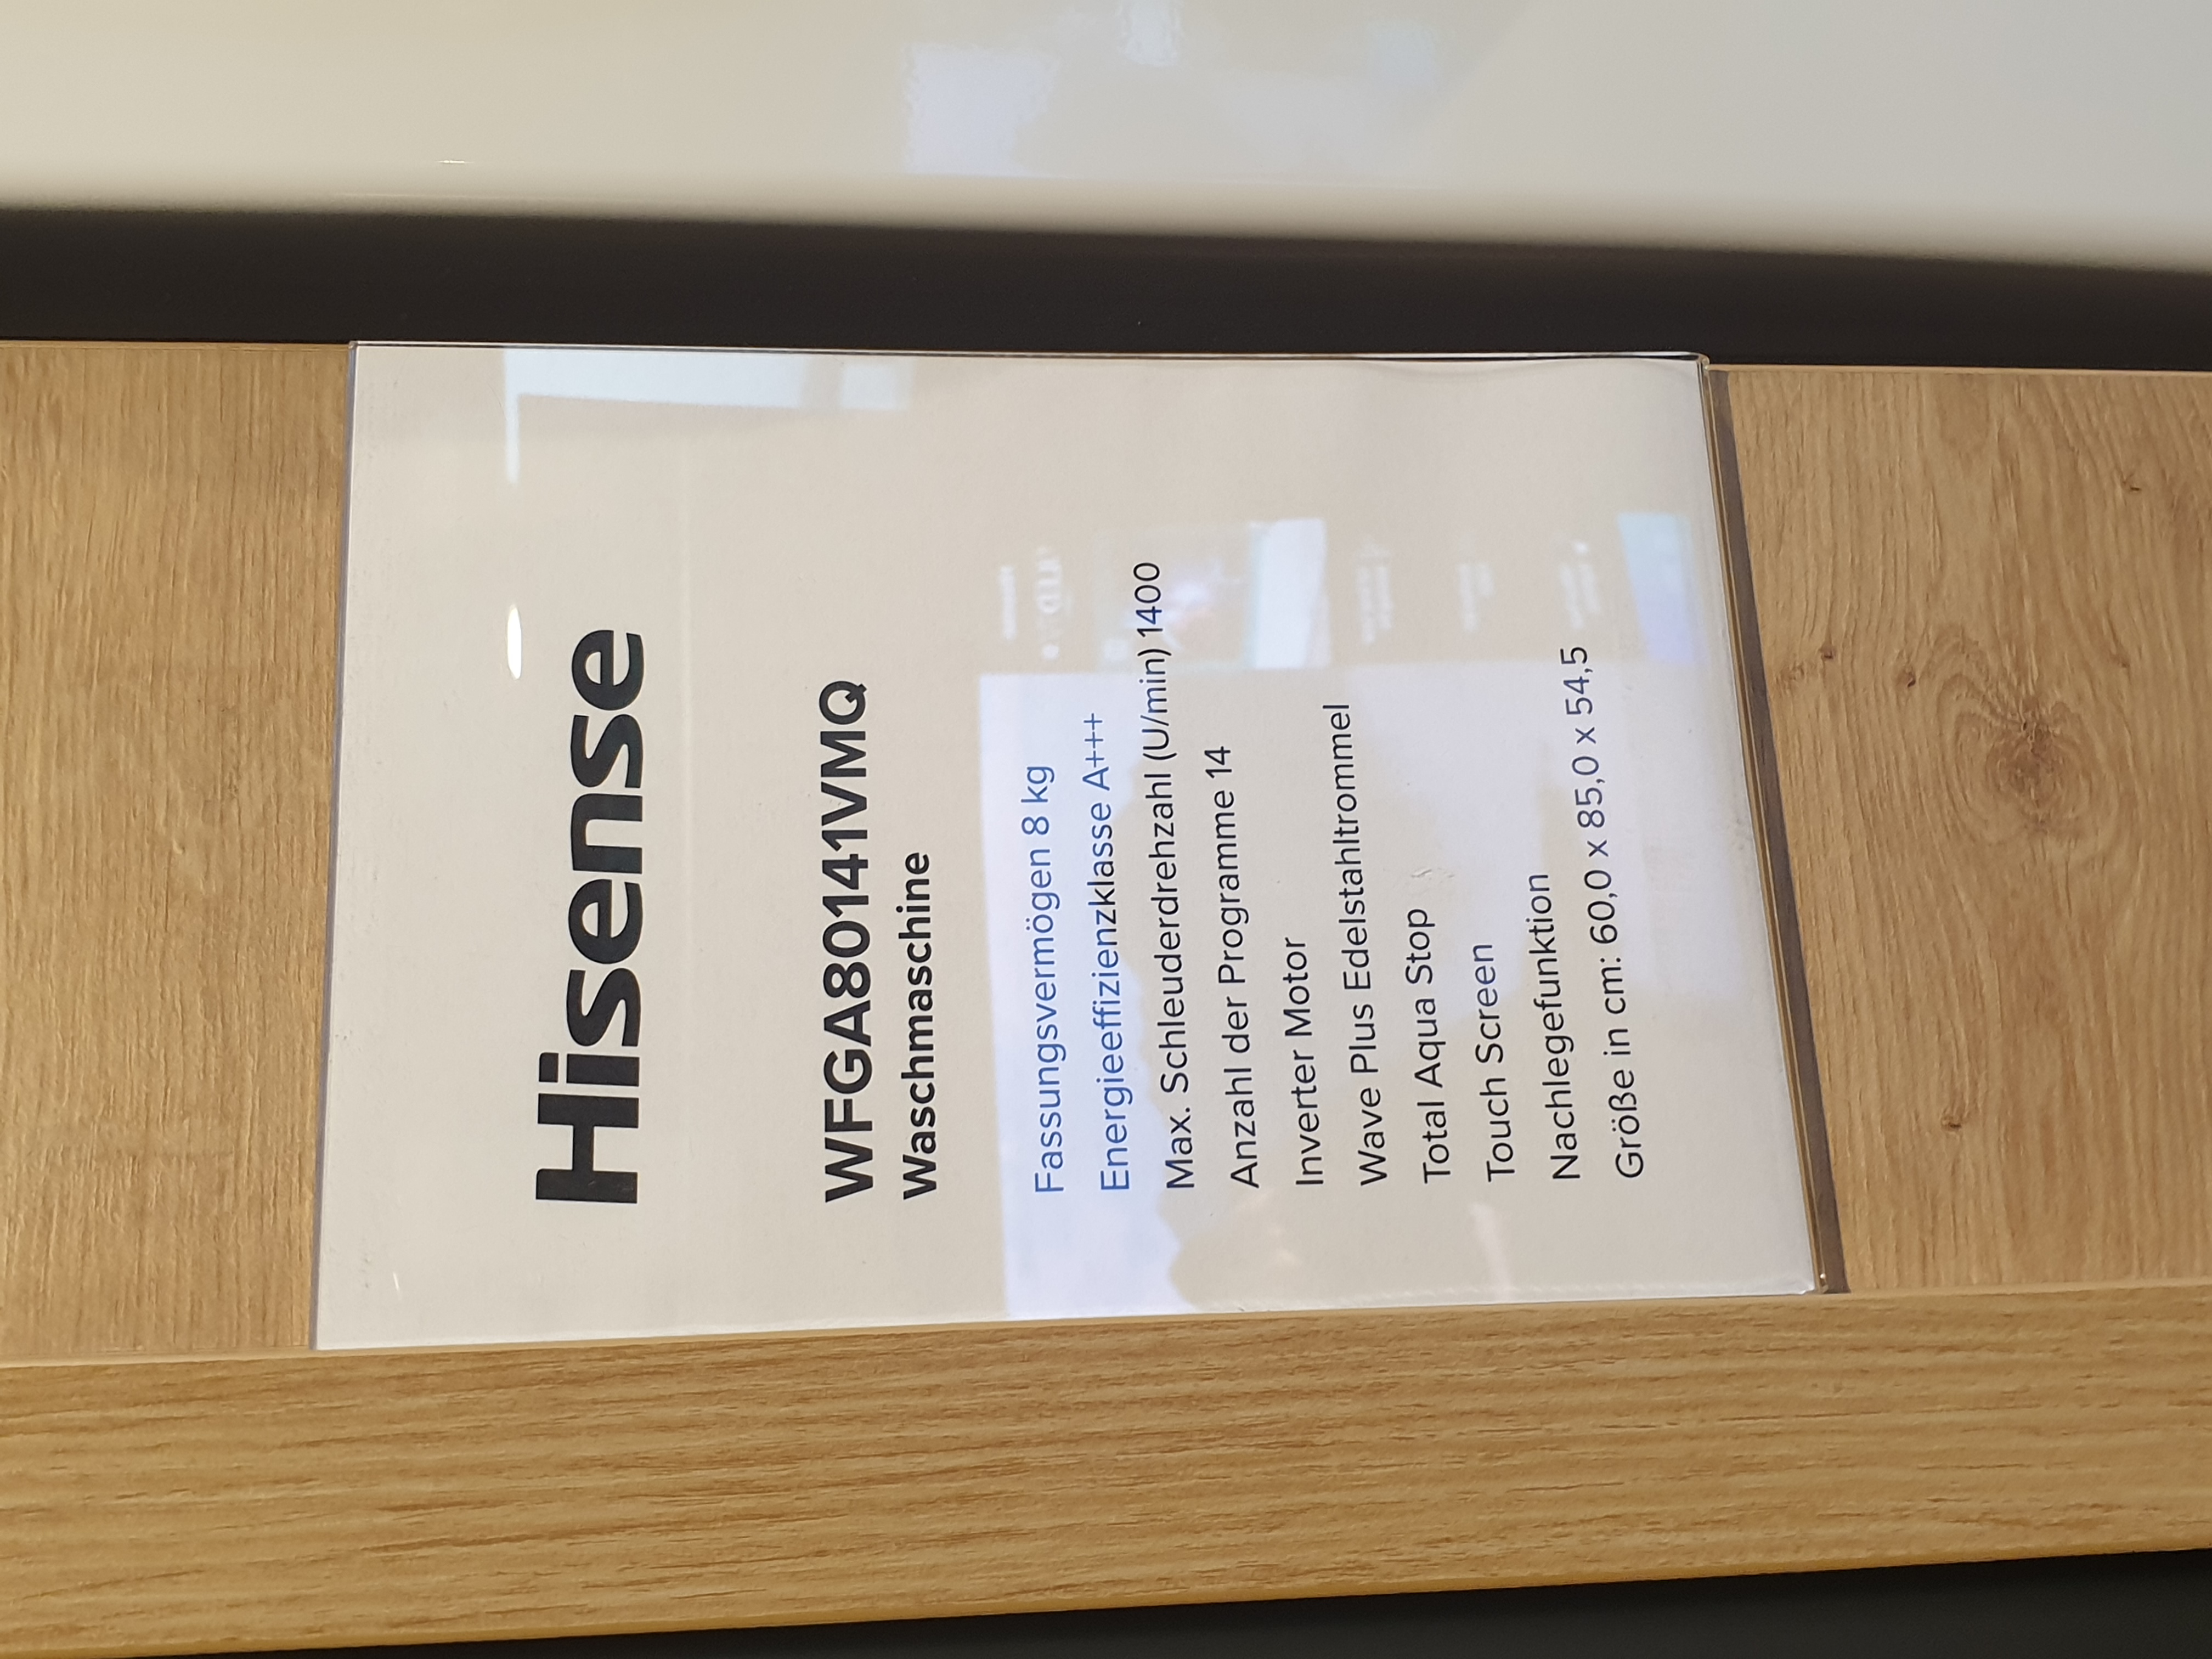 Hisense
WFGA80141VMQ
Waschmaschine
Fassungsvermögen 8 kg
Energieeffizienzklasse A+++
Max. Schleuderdrehzahl (U/min) 1400
Anzahl der Programme 14
Inverter Motor
Wave Plus Edelstahltrommel
Total Aqua Stop
Touch Screen
Nachlegefunktion
Größe in cm: 60,0 x 85,0 x 54,5